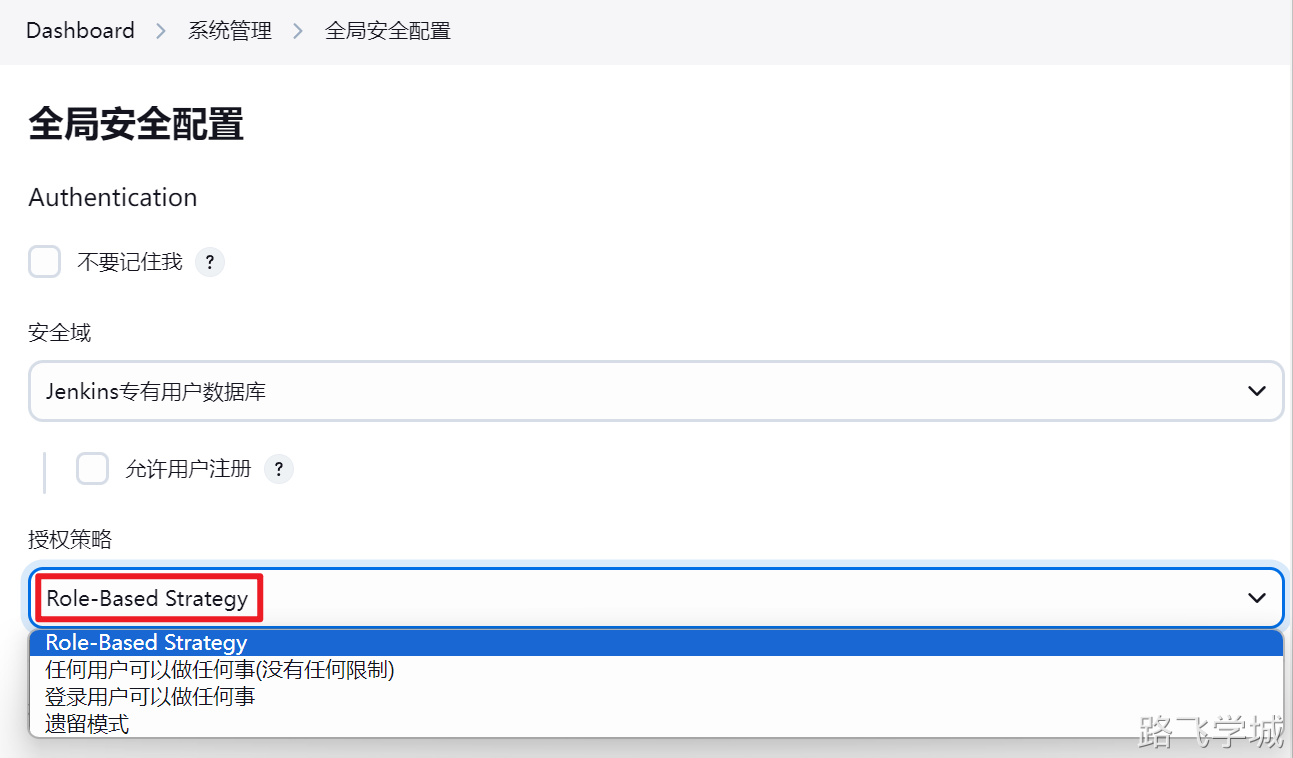 Dashboard > 系统管理 > 全局安全配置
全局安全配置
Authentication
不要记住我 ?
安全域
Jenkins专有用户数据库
允许用户注册 ?
授权策略
Role-Based Strategy
Role-Based Strategy
任何用户可以做任何事(没有任何限制)
登录用户可以做任何事
遗留模式
路飞学城